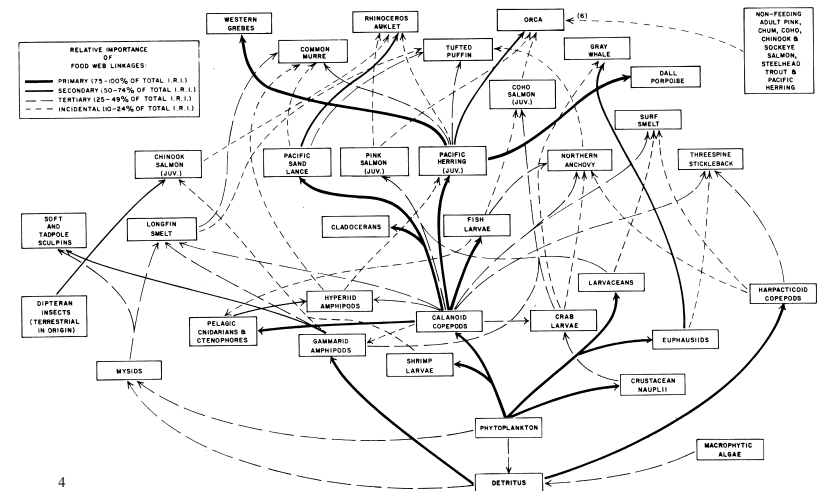 WESTERN
GREBES
RHINOCEROS
AUKLET
ORCA
(6)
NON-FEEDING
ADULT PINK,
CHUM, COHO,
CHINOOK &
SOCKEYE
SALMON,
STEELHEAD
TROUT &
PACIFIC
HERRING
RELATIVE IMPORTANCE
OF
FOOD WEB LINKAGES:
PRIMARY (75-100% OF TOTAL I.R.I.)
SECONDARY (50-74% OF TOTAL I.R.I.)
TERTIARY (25-49% OF TOTAL I.R.I.)
INCIDENTAL (10-24% OF TOTAL I.R.I.)
COMMON
MURRE
TUFTED
PUFFIN
GRAY
WHALE
DALL
PORPOISE
COHO
SALMON
(JUV.)
SURF
SMELT
CHINOOK
SALMON
(JUV.)
PACIFIC
SAND
LANCE
PINK
SALMON
(JUV.)
PACIFIC
HERRING
(JUV.)
NORTHERN
ANCHOVY
THREESPINE
STICKLEBACK
SOFT
AND
TADPOLE
SCULPINS
LONGFIN
SMELT
CLADOCERANS
FISH
LARVAE
LARVACEANS
HARPACTICOID
COPEPODS
DIPTERAN
INSECTS
(TERRESTRIAL
IN ORIGIN)
HYPERIID
AMPHIPODS
PELAGIC
CNIDARIANS &
CTENOPHORES
CALANOID
COPEPODS
CRAB
LARVAE
EUPHAUSIIDS
GAMMARID
AMPHIPODS
SHRIMP
LARVAE
MYSIDS
CRUSTACEAN
NAUPLII
PHYTOPLANKTON
MACROPHYTIC
ALGAE
DETRITUS
4